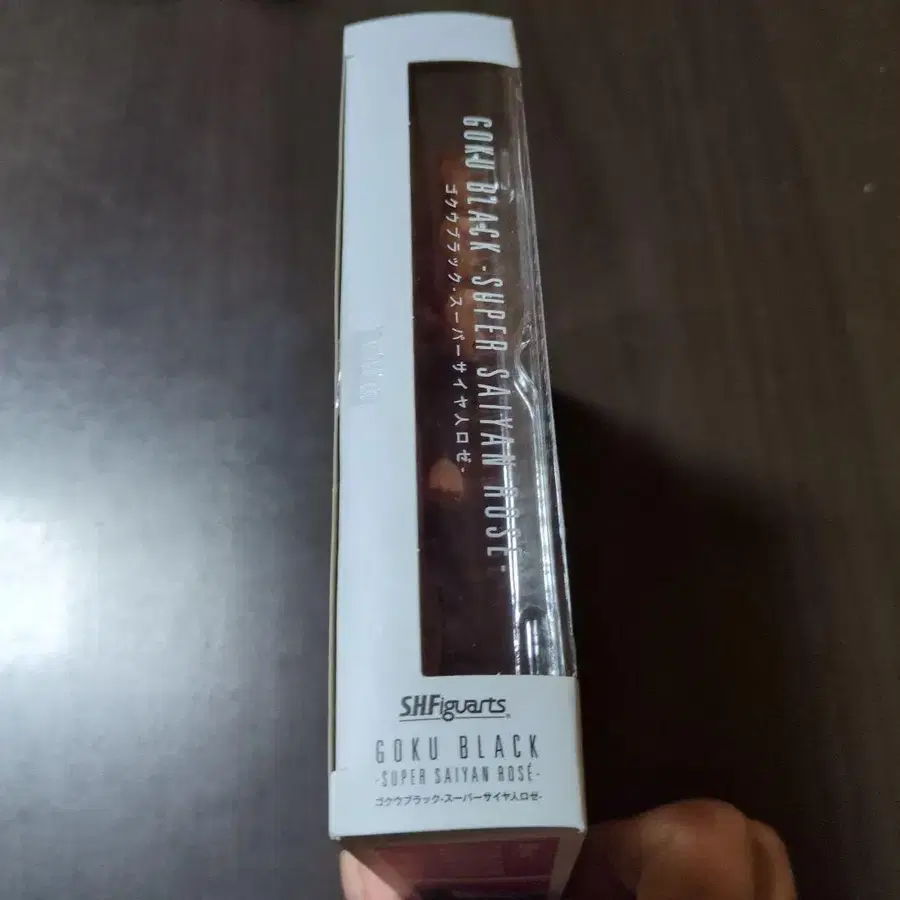 GOKU BLACK -SUPER SAIYAN ROSÉ-
ゴクウブラック-スーパーサイヤ人ロゼ-
S.H.Figuarts
GOKU BLACK
-SUPER SAIYAN ROSÉ-
ゴクウブラック-スーパーサイヤ人ロゼ-